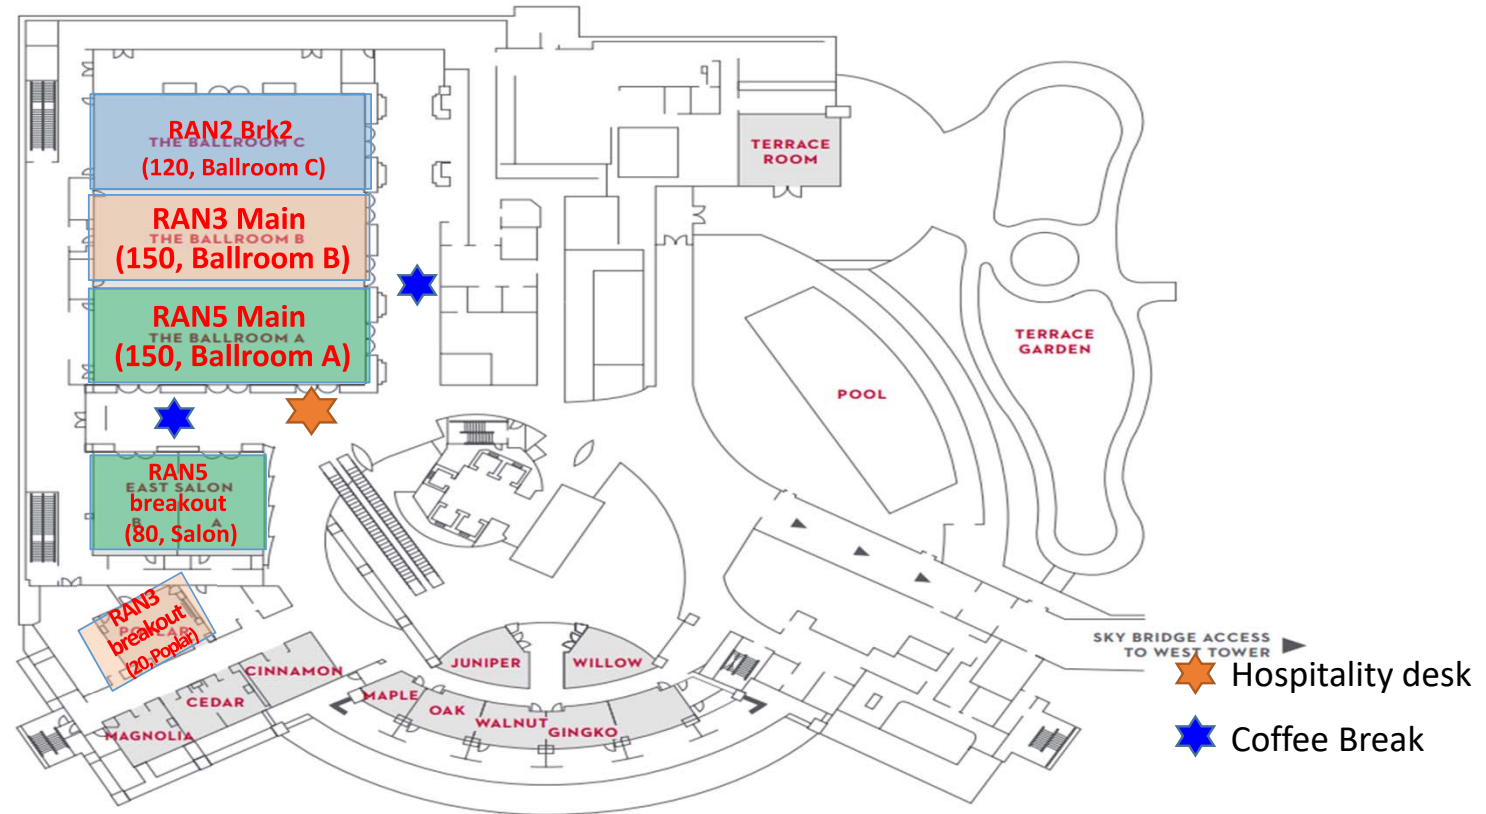 RAN2 Brk2
THE BALLROOM C
(120, Ballroom C)
RAN3 Main
THE BALLROOM B
(150, Ballroom B)
RAN5 Main
THE BALLROOM A
(150, Ballroom A)
RAN5
EAST SALON
breakout
B A
(80, Salon)
RAN3
breakout
POPLAR
(20,Poplar)
TERRACE
ROOM
TERRACE
GARDEN
POOL
CINNAMON
CEDAR
MAGNOLIA
JUNIPER
WILLOW
MAPLE
OAK
WALNUT
GINGKO
SKY BRIDGE ACCESS
TO WEST TOWER
Hospitality desk
Coffee Break